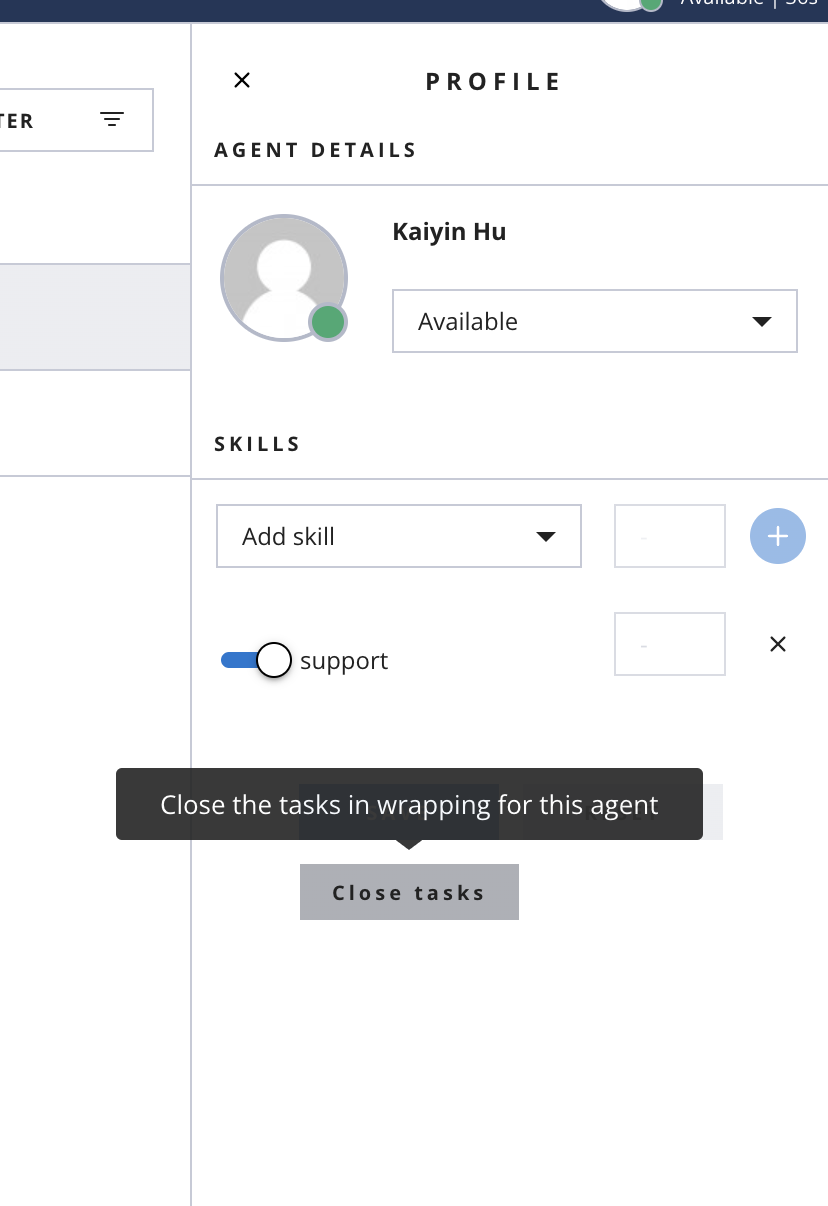 Available | 30s
TER
PROFILE
AGENT DETAILS
Kaiyin Hu
Available
SKILLS
Add skill
-
support
-
Close the tasks in wrapping for this agent
Close tasks